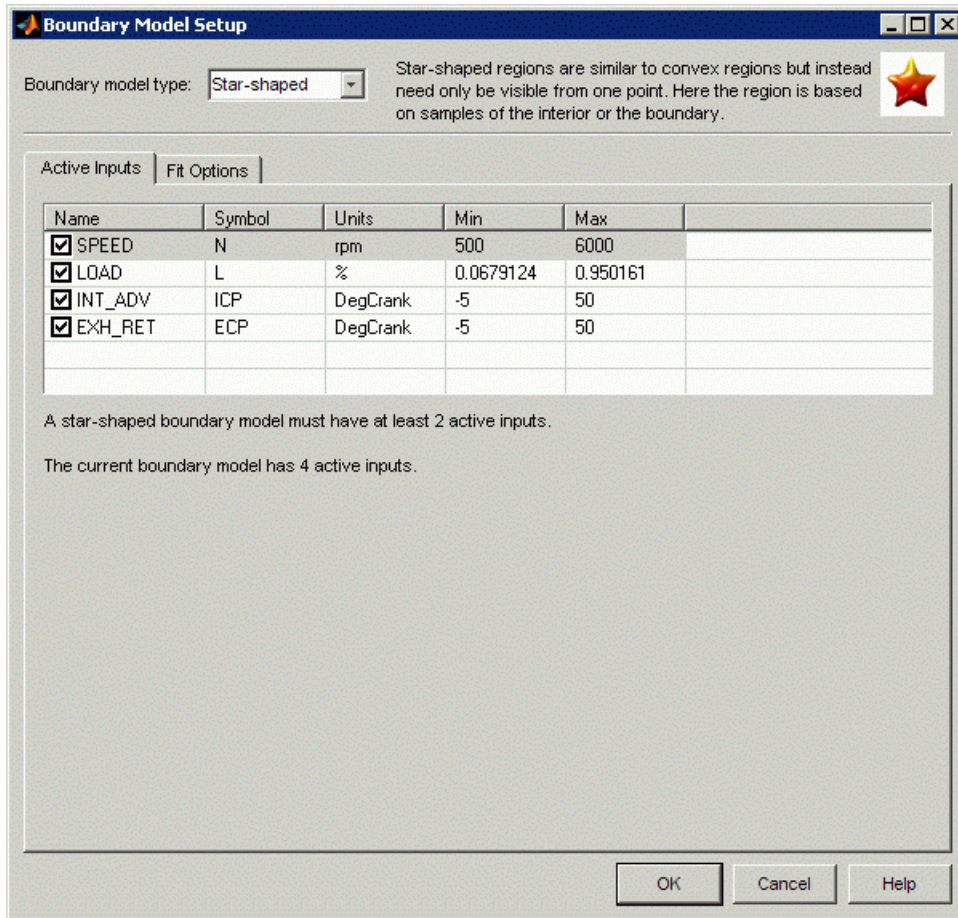 Boundary Model Setup
Boundary model type: Star-shaped
Star-shaped regions are similar to convex regions but instead
need only be visible from one point. Here the region is based
on samples of the interior or the boundary.
Active Inputs Fit Options
Name Symbol Units Min Max
SPEED N rpm 500 6000
LOAD L % 0.0679124 0.950161
INT_ADV ICP DegCrank -5 50
EXH_RET ECP DegCrank -5 50
A star-shaped boundary model must have at least 2 active inputs.
The current boundary model has 4 active inputs.
OK Cancel Help